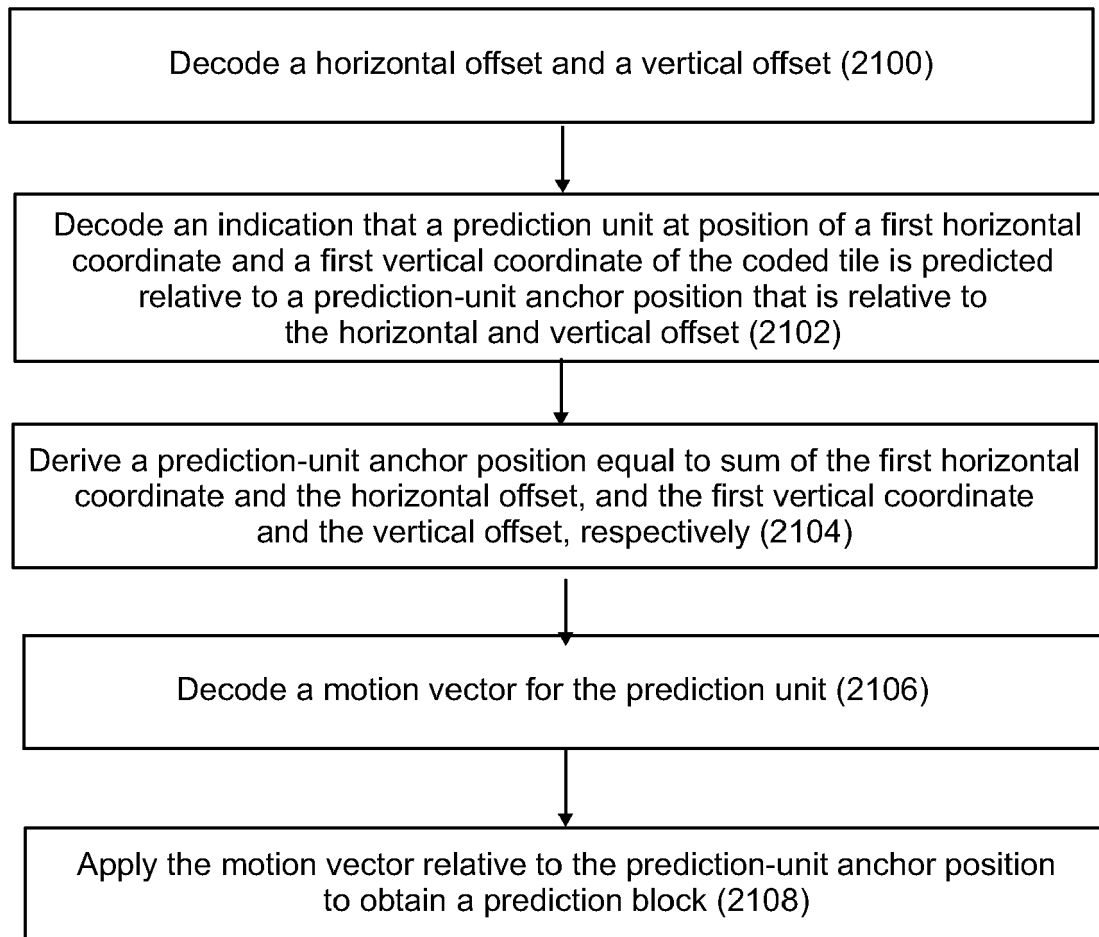 Decode a horizontal offset and a vertical offset (2100)
Decode an indication that a prediction unit at position of a first horizontal
coordinate and a first vertical coordinate of the coded tile is predicted
relative to a prediction-unit anchor position that is relative to
the horizontal and vertical offset (2102)
Derive a prediction-unit anchor position equal to sum of the first horizontal
coordinate and the horizontal offset, and the first vertical coordinate
and the vertical offset, respectively (2104)
Decode a motion vector for the prediction unit (2106)
Apply the motion vector relative to the prediction-unit anchor position
to obtain a prediction block (2108)